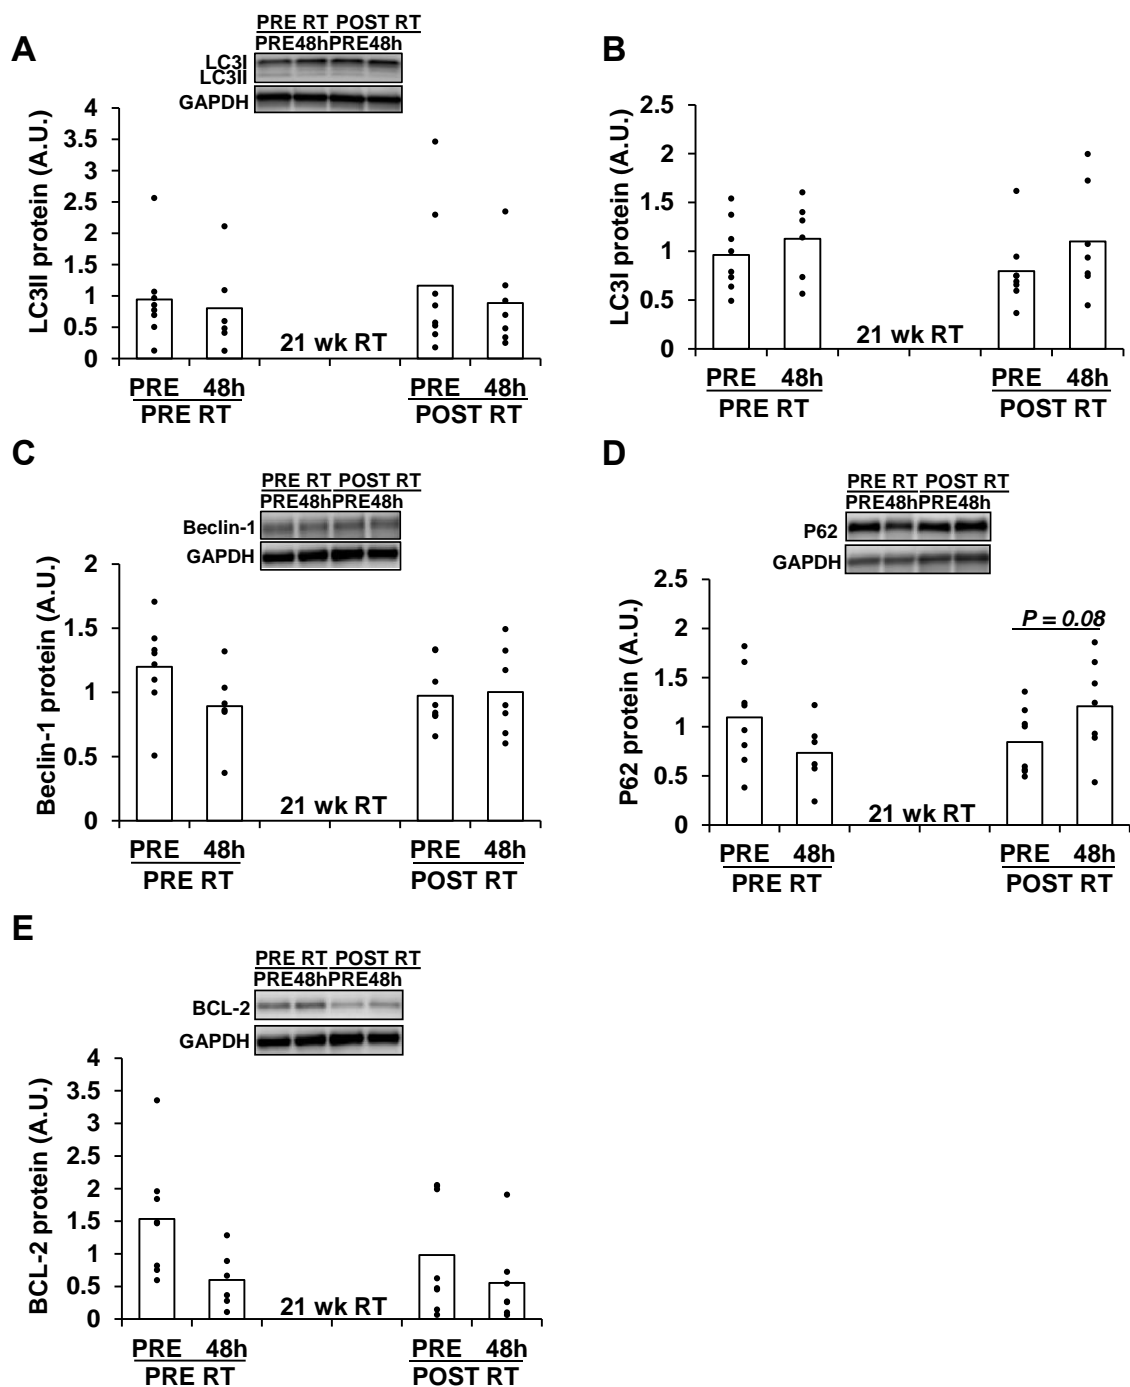 A
PRE RT POST RT
PRE48h PRE48h
LC3I
LC3II
GAPDH
LC3II protein (A.U.)
4
3.5
3
2.5
2
1.5
1
0.5
0
21 wk RT
PRE 48h PRE 48h
PRE RT POST RT
B
LC3I protein (A.U.)
2.5
2
1.5
1
0.5
0
21 wk RT
PRE 48h PRE 48h
PRE RT POST RT
C
PRE RT POST RT
PRE48h PRE48h
Beclin-1
GAPDH
Beclin-1 protein (A.U.)
2
1.5
1
0.5
0
21 wk RT
PRE 48h PRE 48h
PRE RT POST RT
D
PRE RT POST RT
PRE48h PRE48h
P62
GAPDH
P62 protein (A.U.)
2.5
2
1.5
1
0.5
0
P = 0.08
21 wk RT
PRE 48h PRE 48h
PRE RT POST RT
E
PRE RT POST RT
PRE48hPRE48h
BCL-2
GAPDH
BCL-2 protein (A.U.)
4
3.5
3
2.5
2
1.5
1
0.5
0
21 wk RT
PRE 48h PRE 48h
PRE RT POST RT